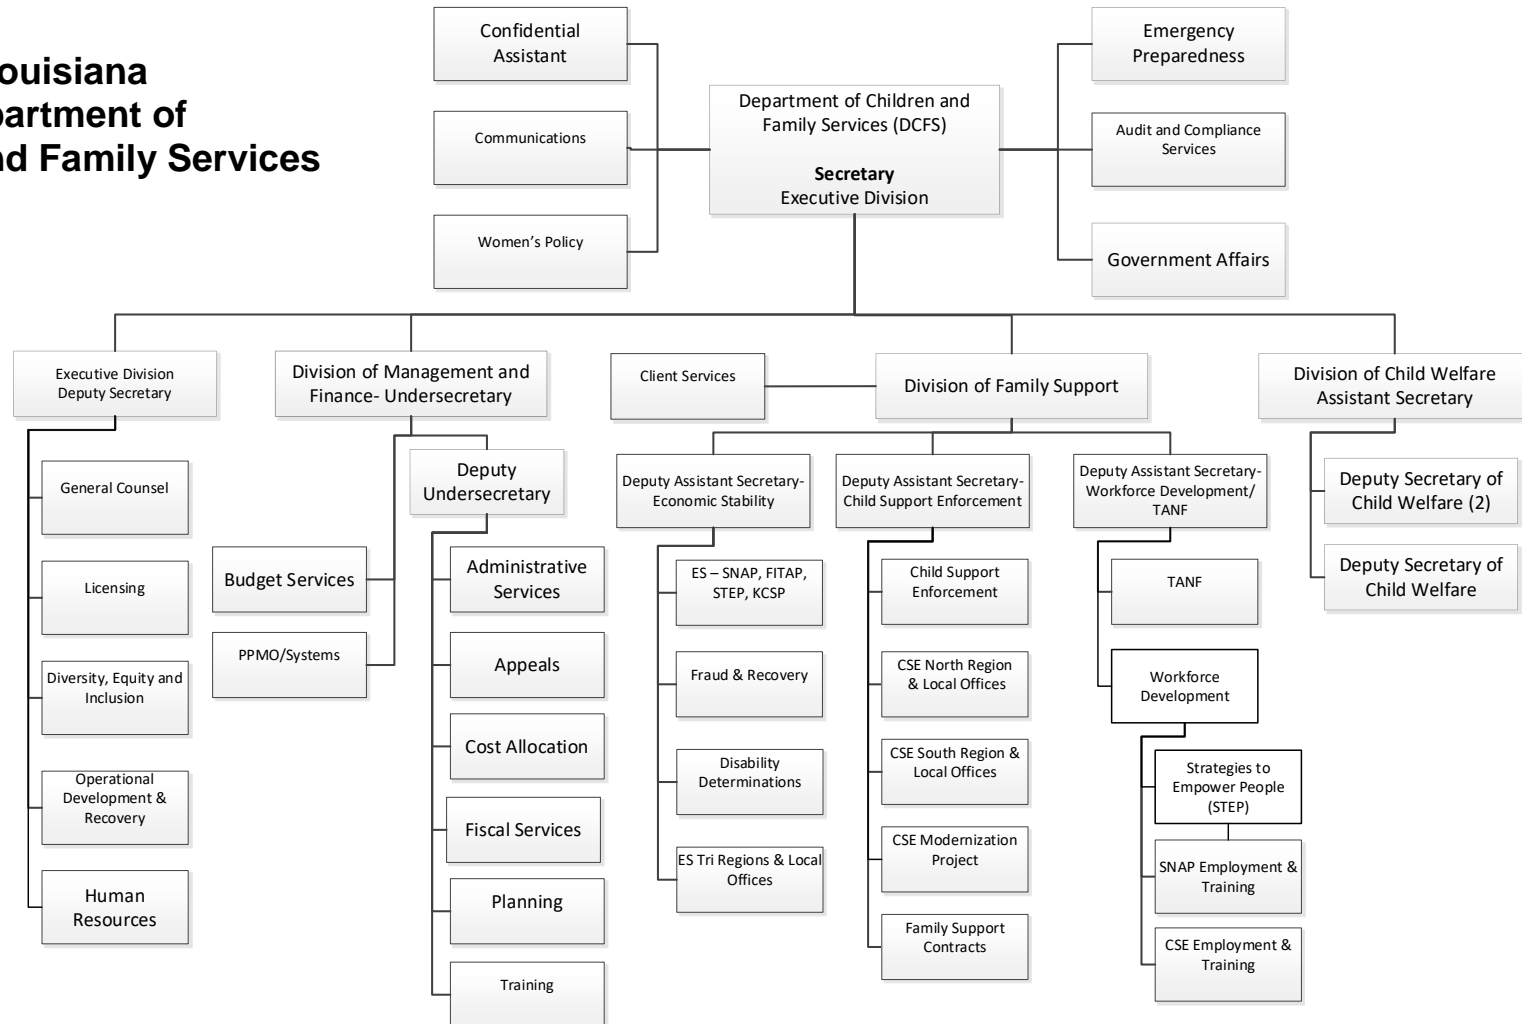 ouisiana
partment of
nd Family Services
Confidential
Assistant
Communications
Women's Policy
Department of Children and
Family Services (DCFS)
Secretary
Executive Division
Emergency
Preparedness
Audit and Compliance
Services
Government Affairs
Executive Division
Deputy Secretary
General Counsel
Licensing
Diversity, Equity and
Inclusion
Operational
Development &
Recovery
Human
Resources
Division of Management and
Finance- Undersecretary
Budget Services
PPMO/Systems
Deputy
Undersecretary
Administrative
Services
Appeals
Cost Allocation
Fiscal Services
Planning
Training
Client Services
Division of Family Support
Deputy Assistant Secretary-
Economic Stability
ES – SNAP, FITAP,
STEP, KCSP
Fraud & Recovery
Disability
Determinations
ES Tri Regions & Local
Offices
Deputy Assistant Secretary-
Child Support Enforcement
Child Support
Enforcement
CSE North Region
& Local Offices
CSE South Region &
Local Offices
CSE Modernization
Project
Family Support
Contracts
Deputy Assistant Secretary-
Workforce Development/
TANF
TANF
Workforce
Development
Strategies to
Empower People
(STEP)
SNAP Employment &
Training
CSE Employment &
Training
Division of Child Welfare
Assistant Secretary
Deputy Secretary of
Child Welfare (2)
Deputy Secretary of
Child Welfare